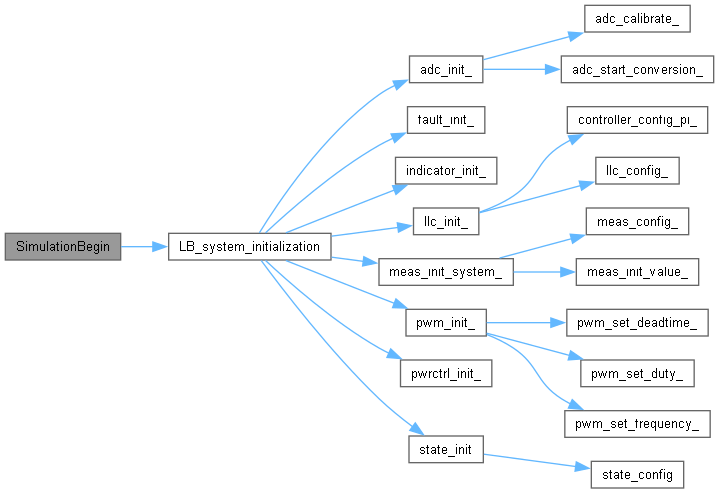 SimulationBegin
LB_system_initialization
adc_init_
fault_init_
indicator_init_
llc_init_
meas_init_system_
pwm_init_
pwrctrl_init_
state_init
adc_calibrate_
adc_start_conversion_
controller_config_pi_
llc_config_
meas_config_
meas_init_value_
pwm_set_deadtime_
pwm_set_duty_
pwm_set_frequency_
state_config